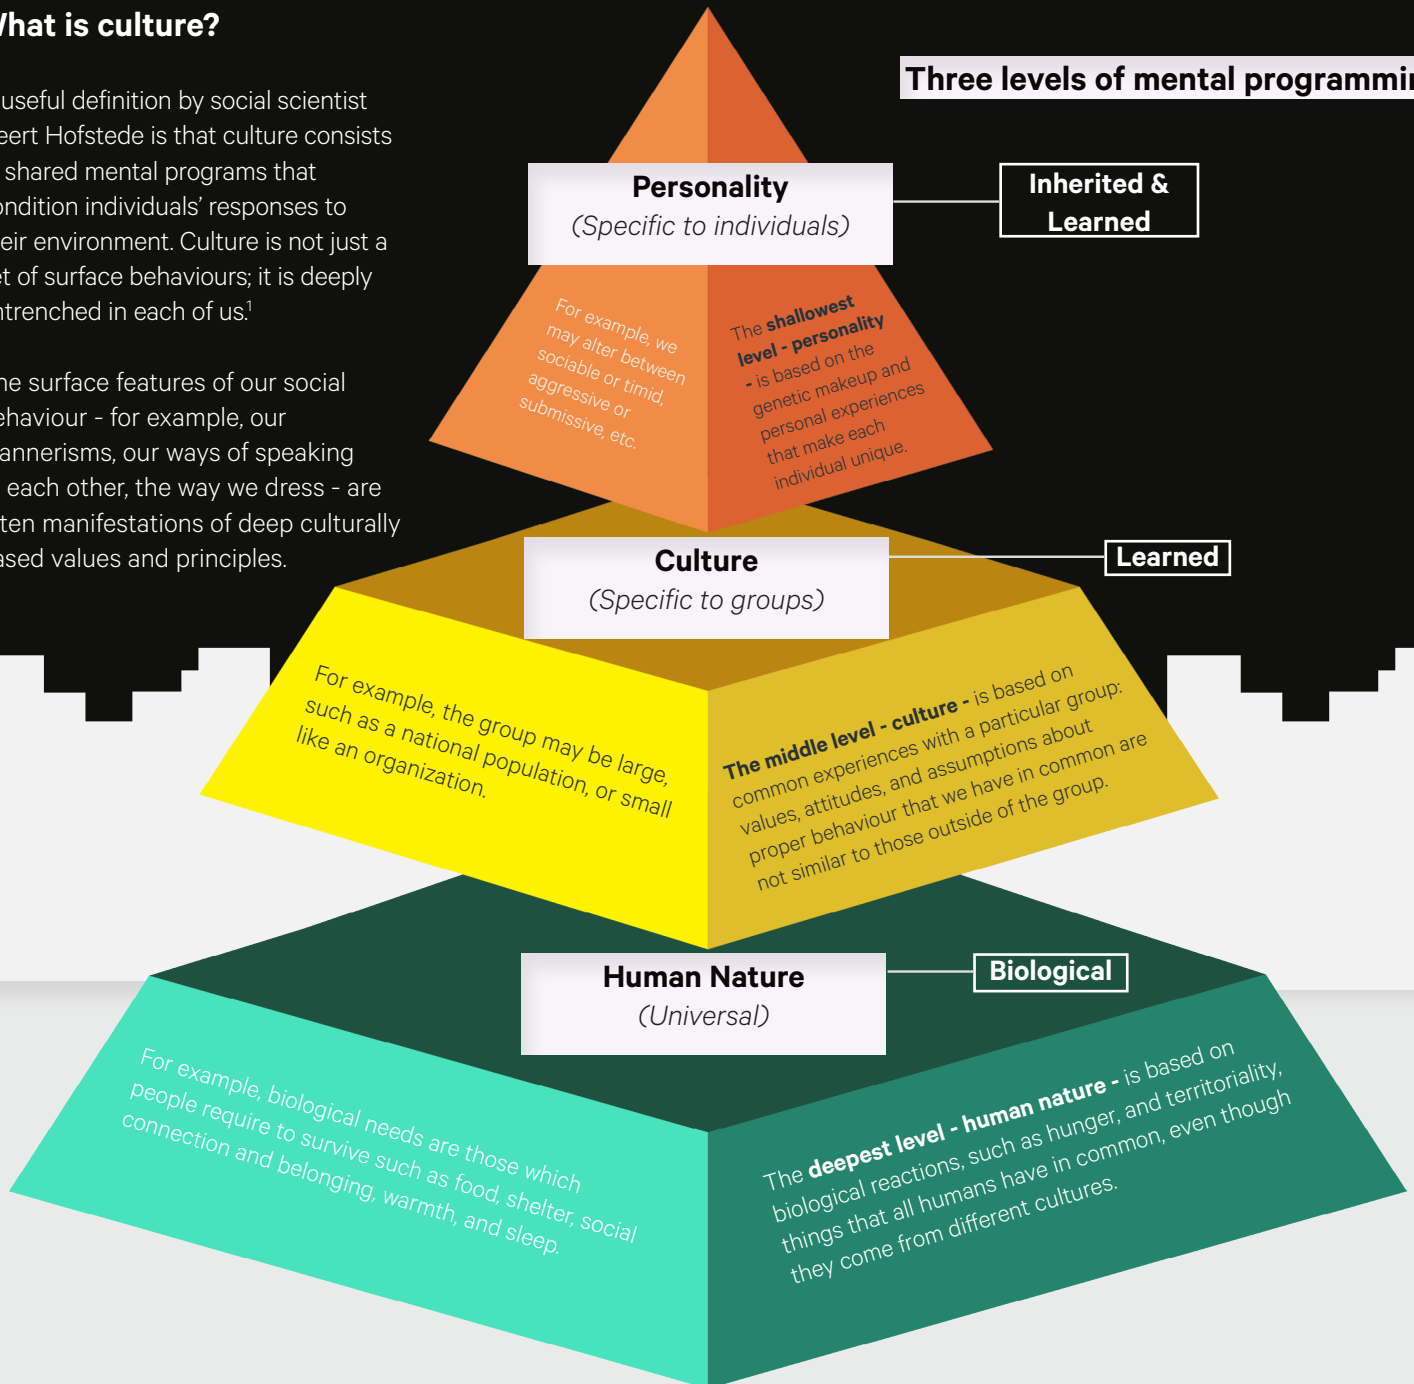 What is culture?
useful definition by social scientist
eert Hofstede is that culture consists
shared mental programs that
ondition individuals’ responses to
eir environment. Culture is not just a
et of surface behaviours; it is deeply
ntrenched in each of us.¹
he surface features of our social
ehaviour - for example, our
annerisms, our ways of speaking
each other, the way we dress - are
ten manifestations of deep culturally
ased values and principles.
Three levels of mental programmin
Personality
(Specific to individuals)
Inherited &
Learned
For example, we
may alter between
sociable or timid,
aggressive or
submissive, etc.
The shallowest
level - personality
- is based on the
genetic makeup and
personal experiences
that make each
individual unique.
Culture
(Specific to groups)
Learned
For example, the group may be large,
such as a national population, or small
like an organization.
The middle level - culture - is based on
common experiences with a particular group:
values, attitudes, and assumptions about
proper behaviour that we have in common are
not similar to those outside of the group.
Human Nature
(Universal)
Biological
For example, biological needs are those which
people require to survive such as food, shelter, social
connection and belonging, warmth, and sleep.
The deepest level - human nature - is based on
biological reactions, such as hunger, and territoriality,
things that all humans have in common, even though
they come from different cultures.